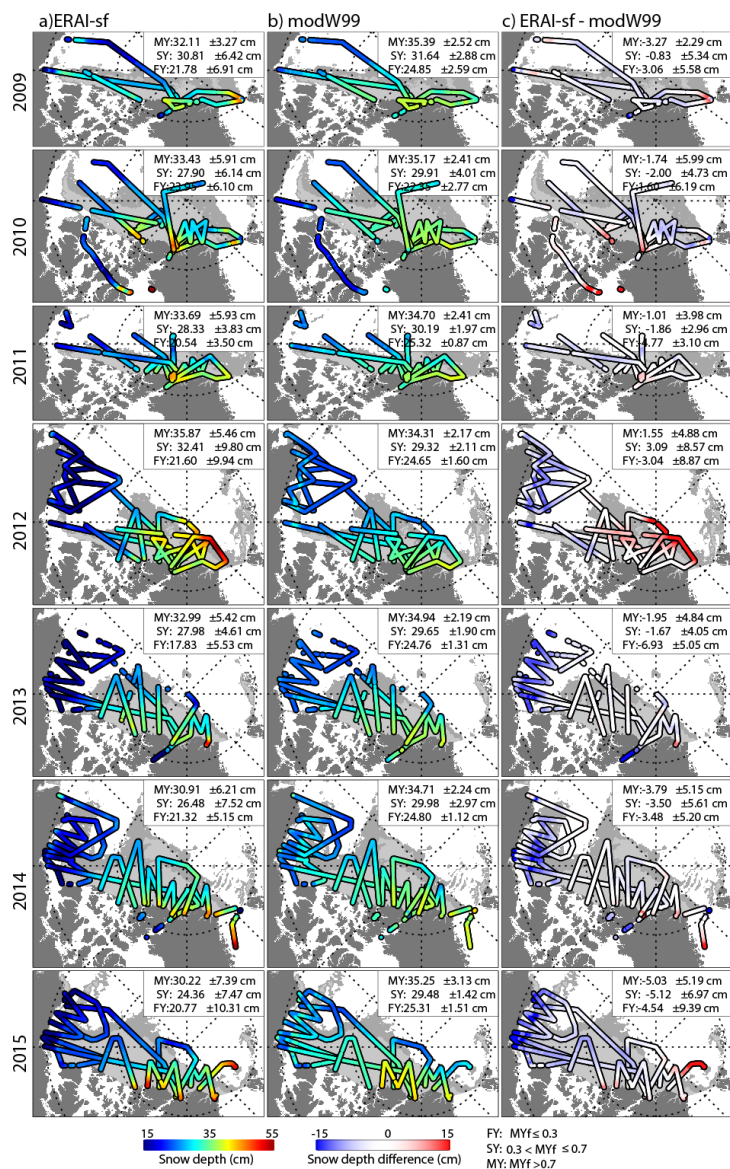 a)ERAI-sf b) modW99 c) ERAI-sf - modW99
2009
MY:32.11 ±3.27 cm
SY: 30.81 ±6.42 cm
FY:21.78 ±6.91 cm
MY:35.39 ±2.52 cm
SY: 31.64 ±2.88 cm
FY:24.85 ±2.59 cm
MY:-3.27 ±2.29 cm
SY: -0.83 ±5.34 cm
FY:-3.06 ±5.58 cm
2010
MY:33.43 ±5.91 cm
SY: 27.90 ±6.14 cm
±6.10 cm
MY:35.17 ±2.41 cm
SY: 29.91 ±4.01 cm
±2.77 cm
MY:-1.74 ±5.99 cm
SY: -2.00 ±4.73 cm
±6.19 cm
2011
MY:33.69 ±5.93 cm
SY: 28.33 ±3.83 cm
±3.50 cm
MY:34.70 ±2.41 cm
SY: 30.19 ±1.97 cm
±0.87 cm
MY:-1.01 ±3.98 cm
SY: -1.86 ±2.96 cm
±3.10 cm
2012
MY:35.87 ±5.46 cm
SY: 32.41 ±9.80 cm
FY:21.60 ±9.94 cm
MY:34.31 ±2.17 cm
SY: 29.32 ±2.11 cm
FY:24.65 ±1.60 cm
MY:1.55 ±4.88 cm
SY: 3.09 ±8.57 cm
FY:-3.04 ±8.87 cm
2013
MY:32.99 ±5.42 cm
SY: 27.98 ±4.61 cm
FY:17.83 ±5.53 cm
MY:34.94 ±2.19 cm
SY: 29.65 ±1.90 cm
FY:24.76 ±1.31 cm
MY:-1.95 ±4.84 cm
SY: -1.67 ±4.05 cm
FY:-6.93 ±5.05 cm
2014
MY:30.91 ±6.21 cm
SY: 26.48 ±7.52 cm
FY:21.32 ±5.15 cm
MY:34.71 ±2.24 cm
SY: 29.98 ±2.97 cm
FY:24.80 ±1.12 cm
MY:-3.79 ±5.15 cm
SY: -3.50 ±5.61 cm
FY:-3.48 ±5.20 cm
2015
MY:30.22 ±7.39 cm
SY: 24.36 ±7.47 cm
FY:20.77 ±10.31 cm
MY:35.25 ±3.13 cm
SY: 29.48 ±1.42 cm
FY:25.31 ±1.51 cm
MY:-5.03 ±5.19 cm
SY: -5.12 ±6.97 cm
FY:-4.54 ±9.39 cm
15 35 55
Snow depth (cm)
-15 0 15
Snow depth difference (cm)
FY: MYf ≤ 0.3
SY: 0.3 < MYf ≤ 0.7
MY: MYf >0.7